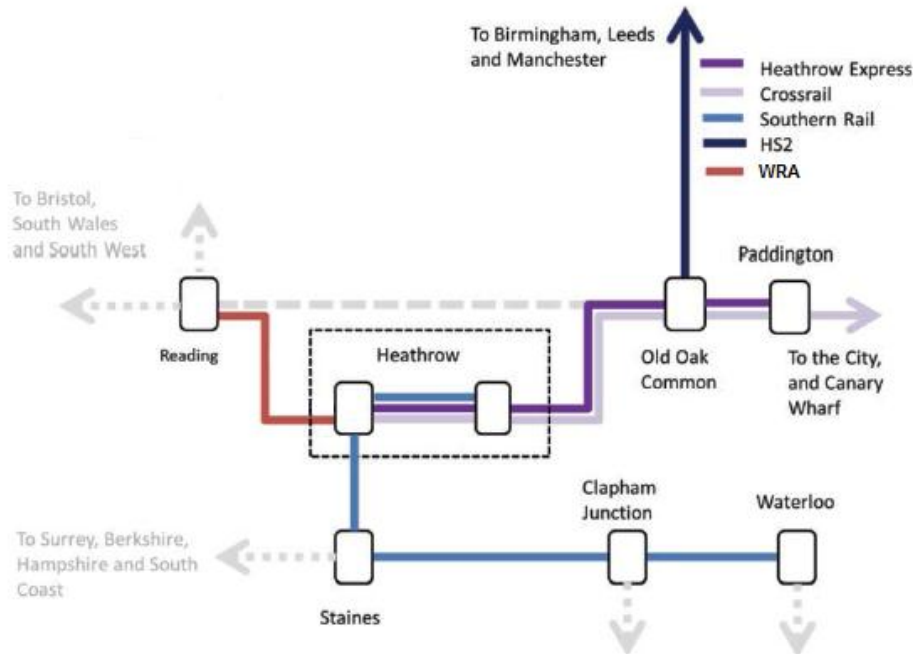 To Birmingham, Leeds
and Manchester
Heathrow Express
Crossrail
Southern Rail
HS2
WRA
To Bristol,
South Wales
and South West
Paddington
Reading
Heathrow
Old Oak
Common
To the City,
and Canary
Wharf
Clapham
Junction
Waterloo
To Surrey, Berkshire,
Hampshire and South
Coast
Staines